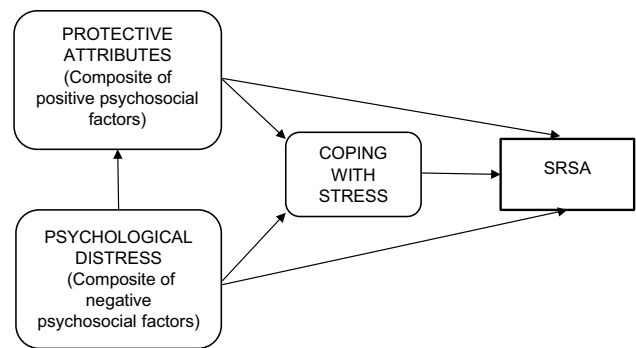 PROTECTIVE
ATTRIBUTES
(Composite of
positive psychosocial
factors)
COPING
WITH
STRESS
SRSA
PSYCHOLOGICAL
DISTRESS
(Composite of
negative
psychosocial factors)